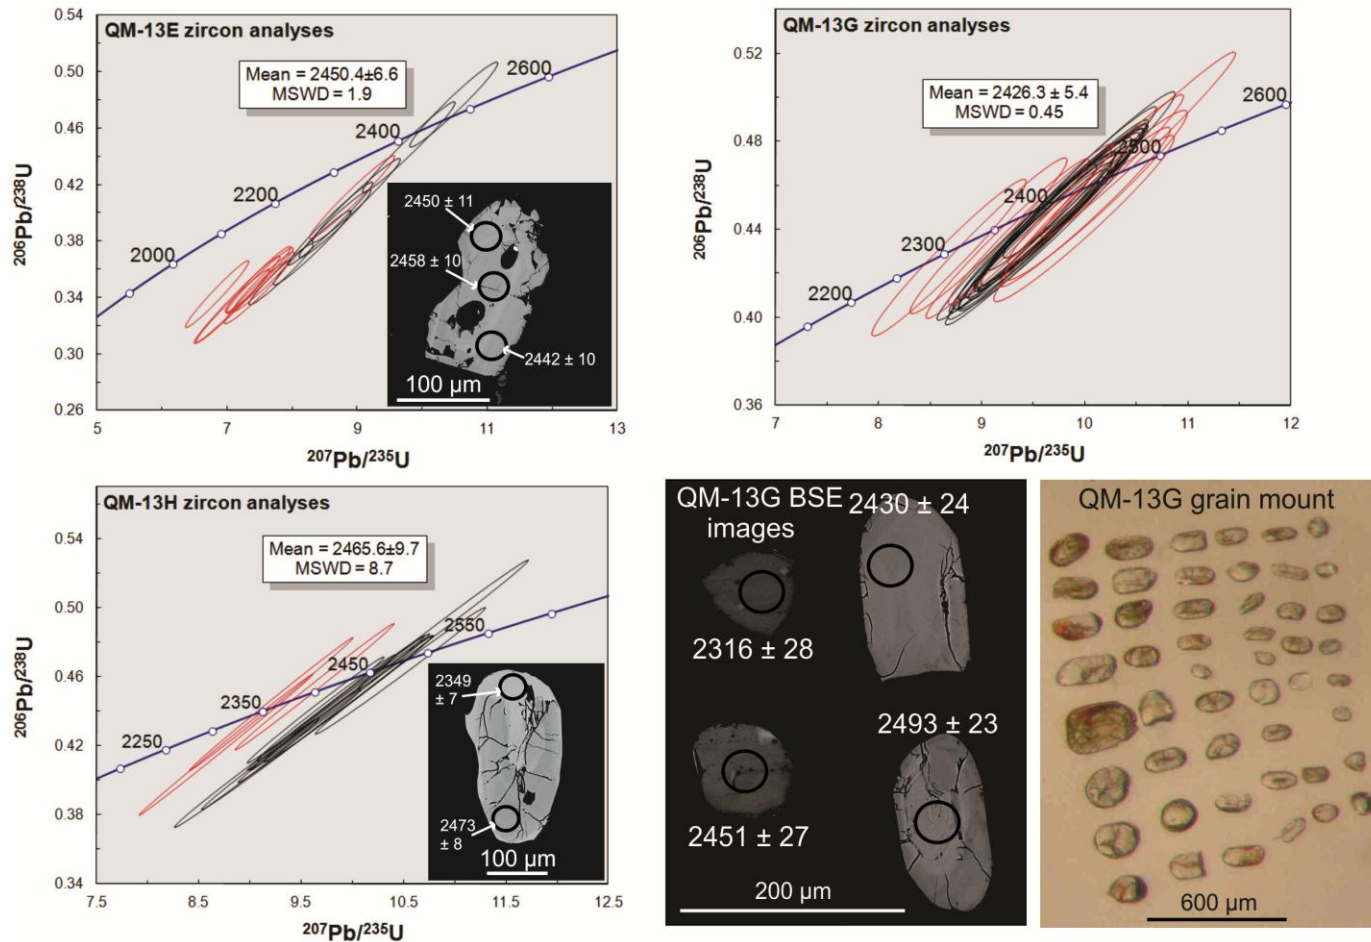 QM-13E zircon analyses
Mean = 2450.4±6.6
MSWD = 1.9
0.54
0.50
0.46
0.42
0.38
0.34
0.30
0.26
206Pb/238U
2000
2200
2400
2600
2450 ± 11
2458 ± 10
2442 ± 10
100 µm
5
7
9
11
13
207Pb/235U
QM-13G zircon analyses
Mean = 2426.3 ± 5.4
MSWD = 0.45
0.52
0.48
0.44
0.40
0.36
206Pb/238U
2200
2300
2400
2500
2600
7
8
9
10
11
12
207Pb/235U
QM-13H zircon analyses
Mean = 2465.6±9.7
MSWD = 8.7
0.54
0.50
0.46
0.42
0.38
0.34
206Pb/238U
2250
2350
2450
2550
2349
± 7
2473
± 8
100 µm
7.5
8.5
9.5
10.5
11.5
12.5
207Pb/235U
QM-13G BSE
images
2430 ± 24
2316 ± 28
2493 ± 23
2451 ± 27
200 µm
QM-13G grain mount
600 µm